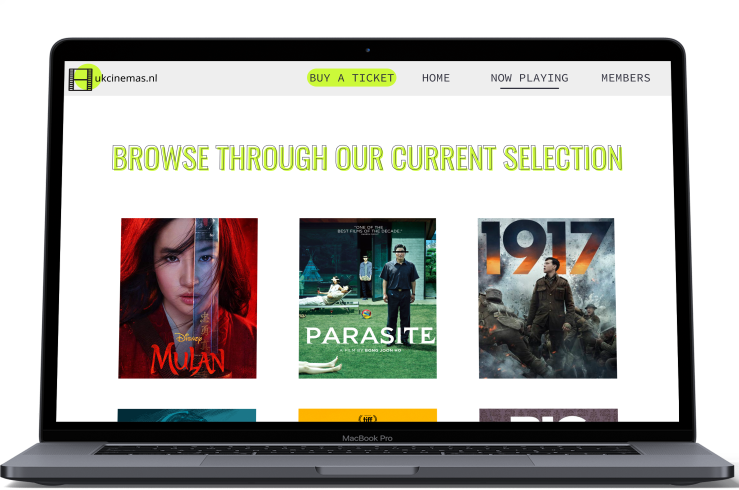 ukcinemas.nl
BUY A TICKET
HOME
NOW PLAYING
MEMBERS
BROWSE THROUGH OUR CURRENT SELECTION
Disney
MULAN
"ONE OF THE
BEST FILMS OF THE DECADE."
PARASITE
A FILM BY BONG JOON HO
1917
tiff
MacBook Pro